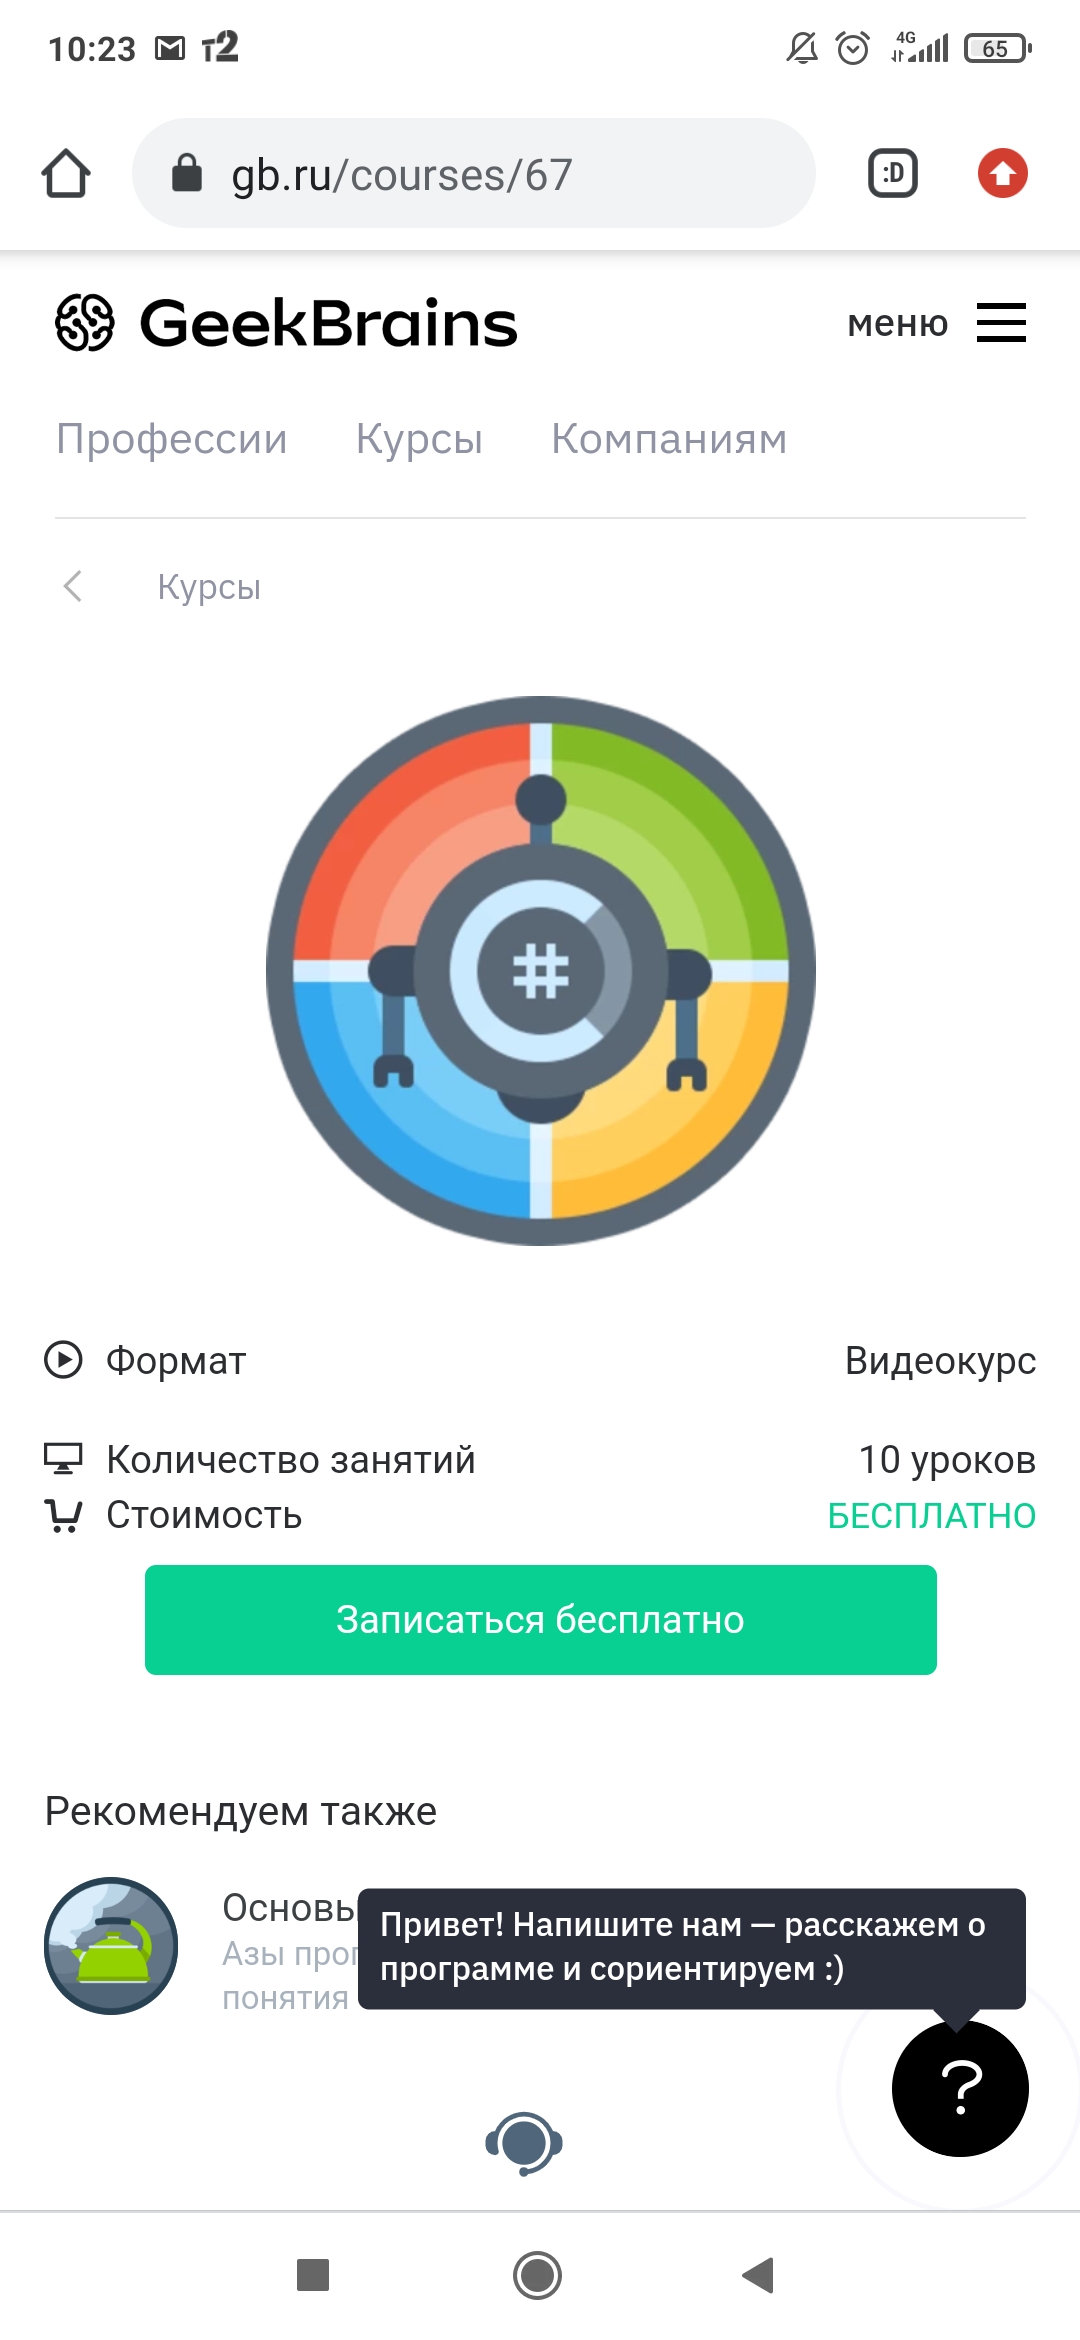 10:23 т2 4G 65
gb.ru/courses/67 :D
GeekBrains меню
Профессии Курсы Компаниям
Курсы
C#
Формат Видеокурс
Количество занятий 10 уроков
Стоимость БЕСПЛАТНО
Записаться бесплатно
Рекомендуем также
Основы
Азы прог
понятия
Привет! Напишите нам — расскажем о
программе и сориентируем :)
?